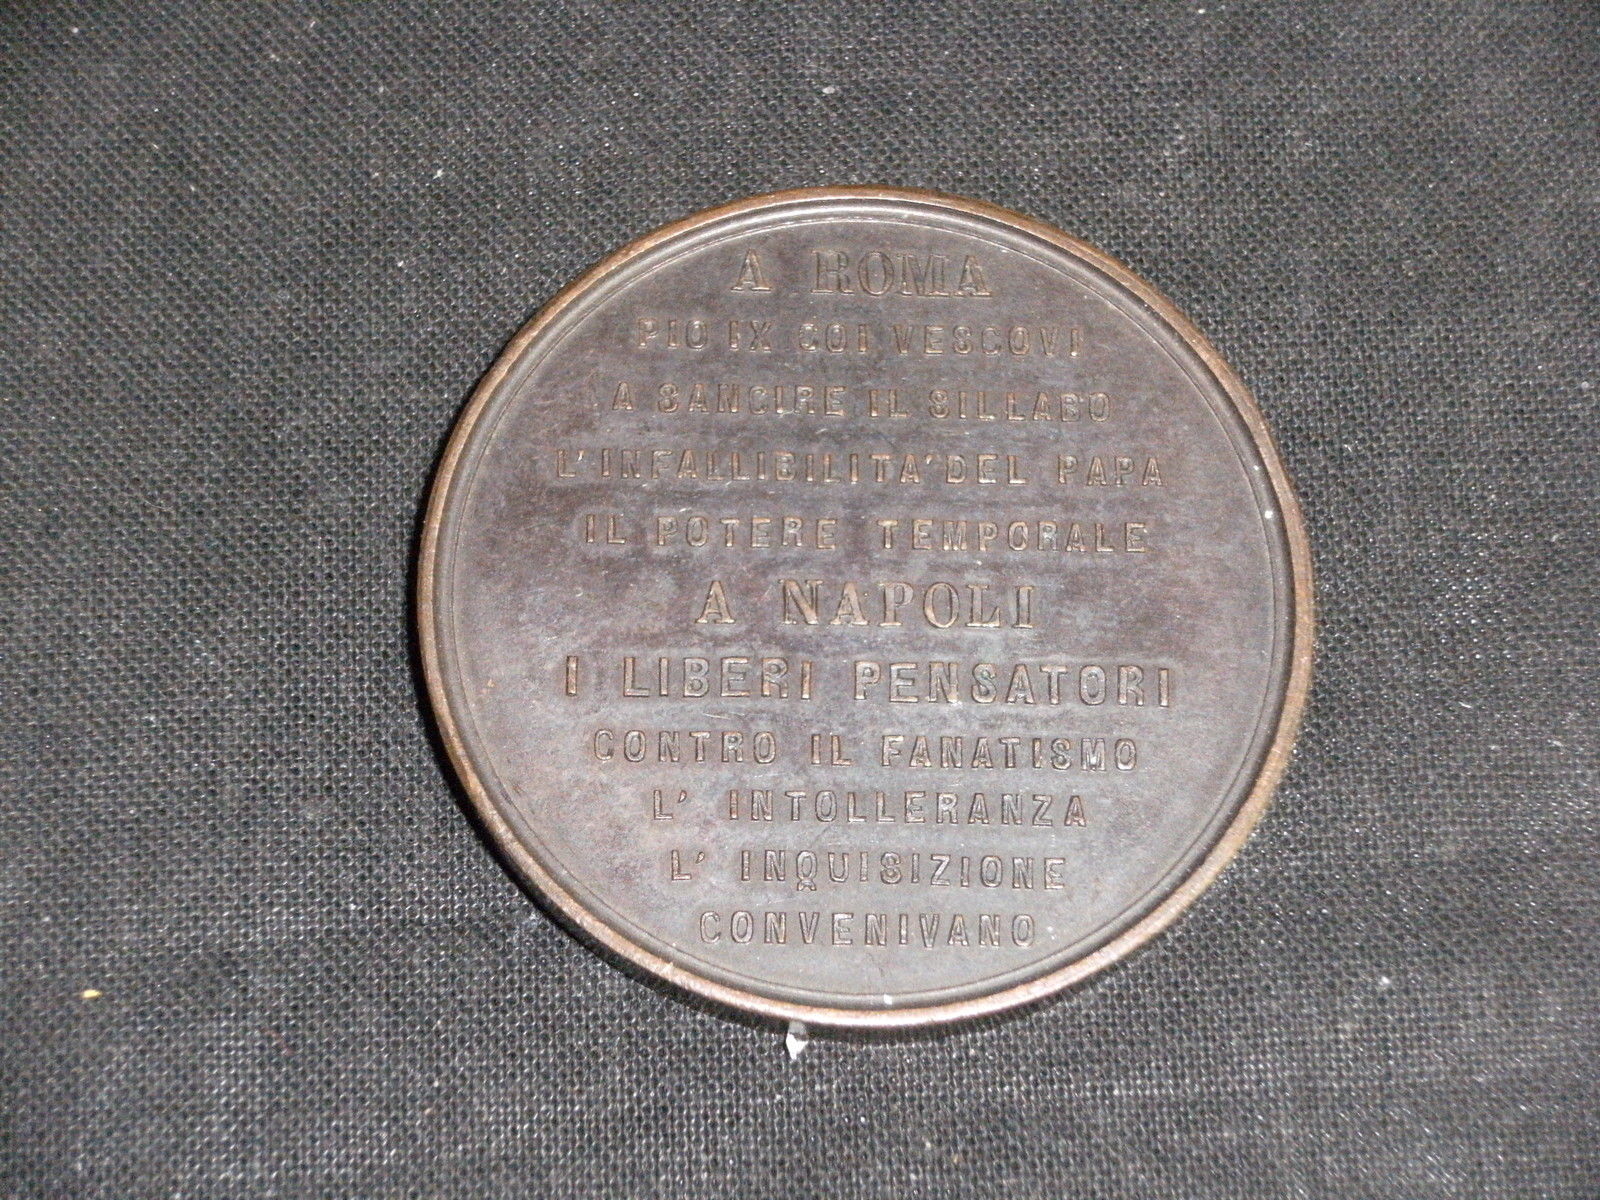 A ROMA
PIO IX COI VESCOVI
A SANCIRE IL SILLABO
L'INFALLIBILITA' DEL PAPA
IL POTERE TEMPORALE
A NAPOLI
I LIBERI PENSATORI
CONTRO IL FANATISMO
L' INTOLLERANZA
L' INQUISIZIONE
CONVENIVANO